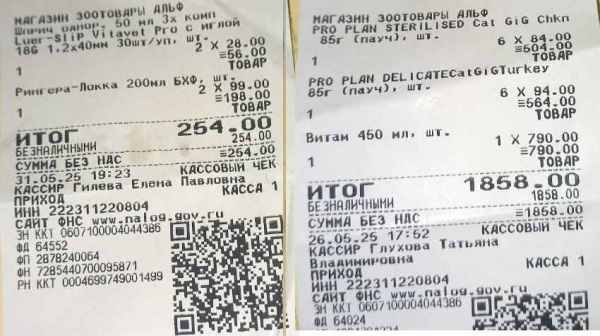 МАГАЗИН ЗООТОВАРЫ АЛЬФ
Шприц однор. 50 мл 3х комп
Luer-Slip Vitavet Pro с иглой
18G 1,2х40мм 30шт/уп, шт.
2 X 28.00
≡56.00
1 ТОВАР
Рингера-Локка 200мл БХФ, шт.
2 X 99.00
≡198.00
1 ТОВАР
ИТОГ 254.00
БЕЗНАЛИЧНЫМИ 254.00
СУММА БЕЗ НДС ≡254.00
31.05.25 19:23 КАССОВЫЙ ЧЕК
КАССИР Гилева Елена Павловна
ПРИХОД КАССА 1
ИНН 222311220804
САЙТ ФНС www.nalog.gov.ru
ЗН ККТ 0607100004044386
ФД 64552
ФП 2878240064
ФН 7285440700095871
РН ККТ 0004699749001499
МАГАЗИН ЗООТОВАРЫ АЛЬФ
PRO PLAN STERILISED Cat GiG Chkn
85г (пауч), шт.
6 X 84.00
≡504.00
1 ТОВАР
PRO PLAN DELICATECatGiGTurkey
85г (пауч), шт.
6 X 94.00
≡564.00
1 ТОВАР
Витам 450 мл, шт.
1 X 790.00
≡790.00
1 ТОВАР
ИТОГ 1858.00
БЕЗНАЛИЧНЫМИ 1858.00
СУММА БЕЗ НДС ≡1858.00
26.05.25 17:52 КАССОВЫЙ ЧЕК
КАССИР Глухова Татьяна
Владимировна КАССА 1
ПРИХОД
ИНН 222311220804
САЙТ ФНС www.nalog.gov.ru
ЗН ККТ 0607100004044386
ФД 64024